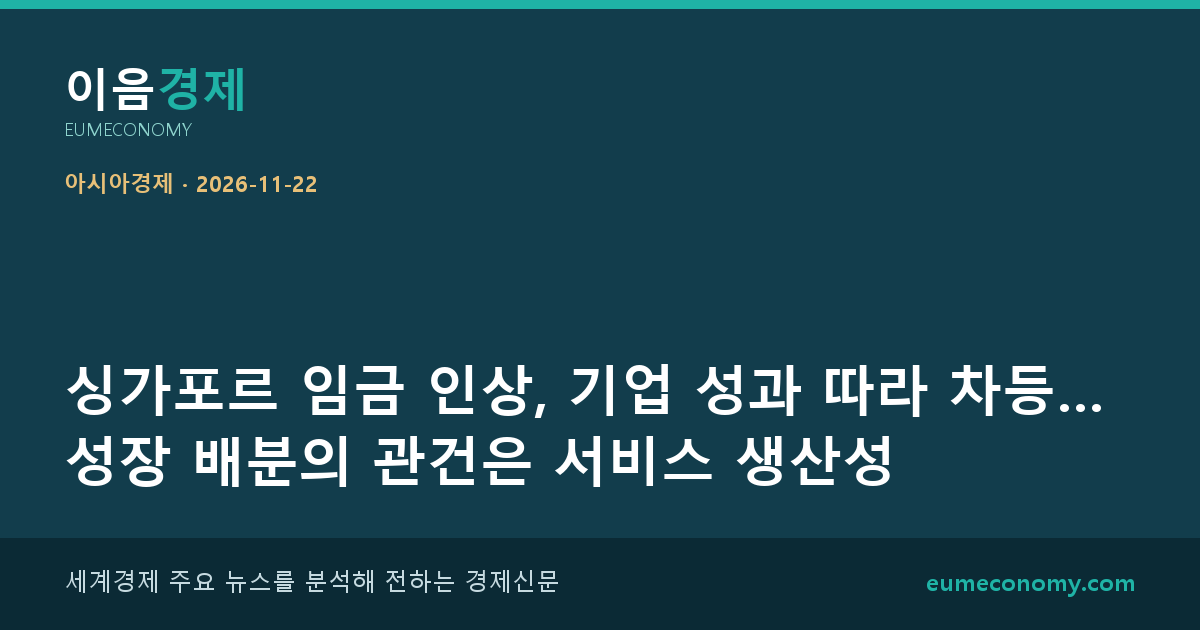 이음경제
EUMECONOMY
아시아경제 · 2026-11-22
싱가포르 임금 인상, 기업 성과 따라 차등…
성장 배분의 관건은 서비스 생산성
세계경제 주요 뉴스를 분석해 전하는 경제신문
eumeconomy.com